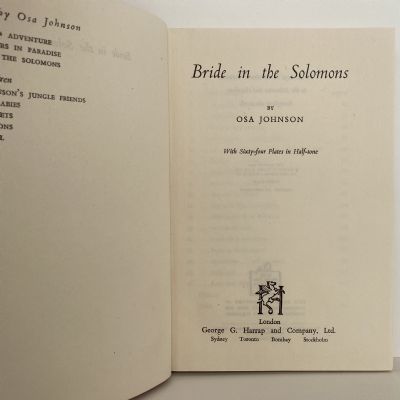 by Osa Johnson
ADVENTURE
IN PARADISE
THE SOLOMONS
JUNGLE FRIENDS
Bride in the Solomons
BY
OSA JOHNSON
With Sixty-four Plates in Half-tone
London
George G. Harrap and Company, Ltd.
Sydney Toronto Bombay Stockholm